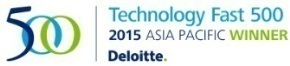 500
Technology Fast 500
2015 ASIA PACIFIC WINNER
Deloitte.